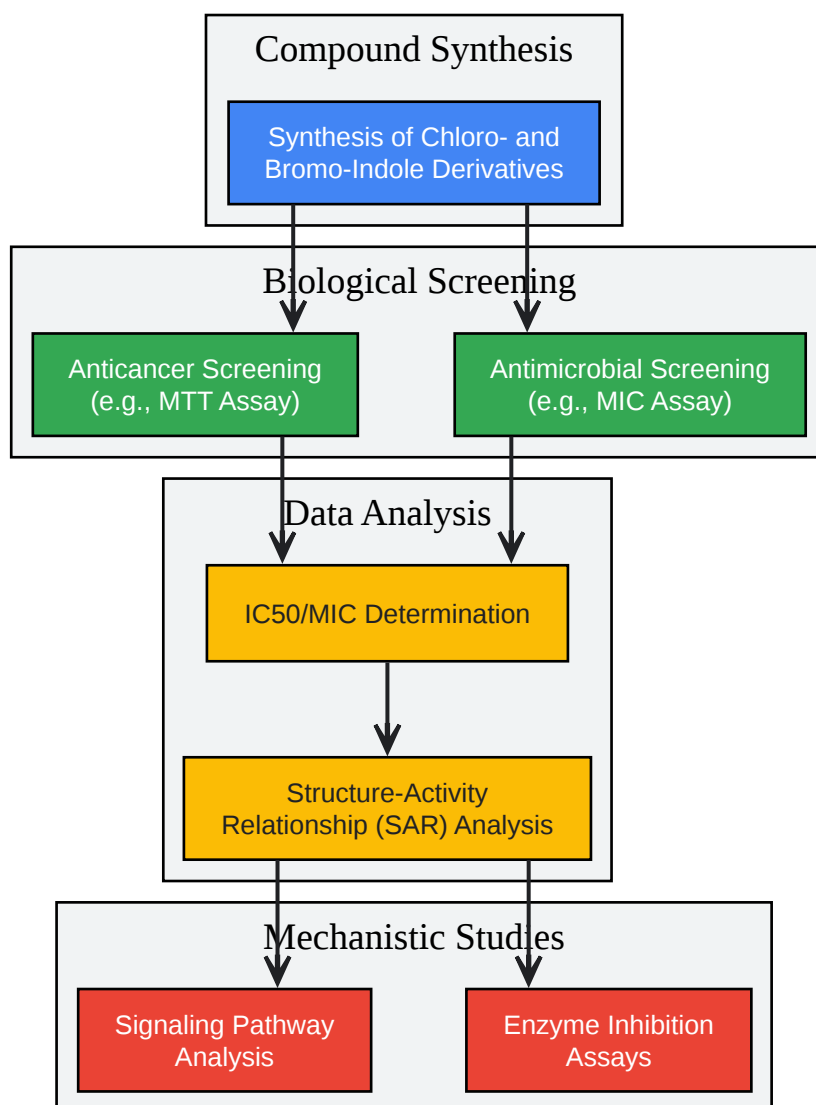 Compound Synthesis
Synthesis of Chloro- and
Bromo-Indole Derivatives
Biological Screening
Anticancer Screening
(e.g., MTT Assay)
Antimicrobial Screening
(e.g., MIC Assay)
Data Analysis
IC50/MIC Determination
Structure-Activity
Relationship (SAR) Analysis
Mechanistic Studies
Signaling Pathway
Analysis
Enzyme Inhibition
Assays